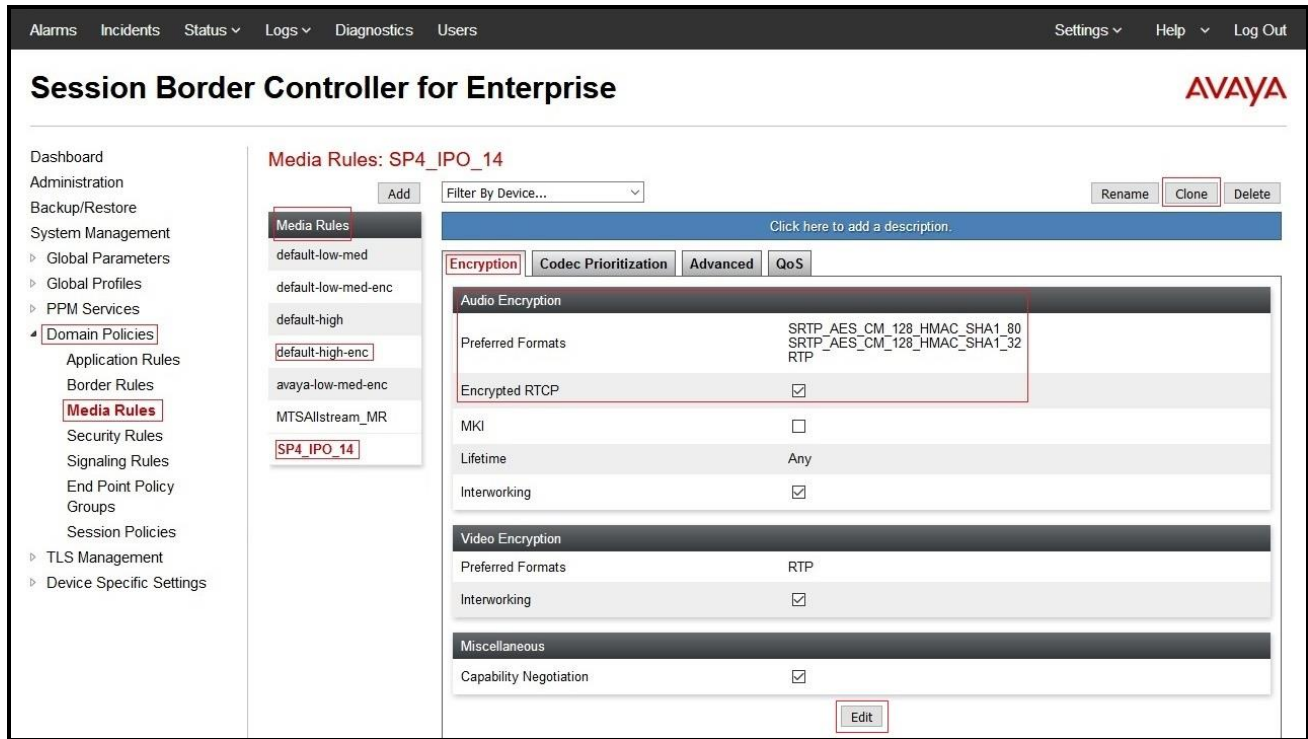 Alarms Incidents Status Logs Diagnostics Users Settings Help Log Out
Session Border Controller for Enterprise
AVAYA
Dashboard
Administration
Backup/Restore
System Management
Global Parameters
Global Profiles
PPM Services
Domain Policies
Application Rules
Border Rules
Media Rules
Security Rules
Signaling Rules
End Point Policy
Groups
Session Policies
TLS Management
Device Specific Settings
Media Rules: SP4_IPO_14
Add
Filter By Device...
Rename Clone Delete
Media Rules
default-low-med
default-low-med-enc
default-high
default-high-enc
avaya-low-med-enc
MTSAllstream_MR
SP4_IPO_14
Click here to add a description.
Encryption Codec Prioritization Advanced QoS
Audio Encryption
Preferred Formats
SRTP_AES_CM_128_HMAC_SHA1_80
SRTP_AES_CM_128_HMAC_SHA1_32
RTP
Encrypted RTCP
MKI
Lifetime Any
Interworking
Video Encryption
Preferred Formats RTP
Interworking
Miscellaneous
Capability Negotiation
Edit